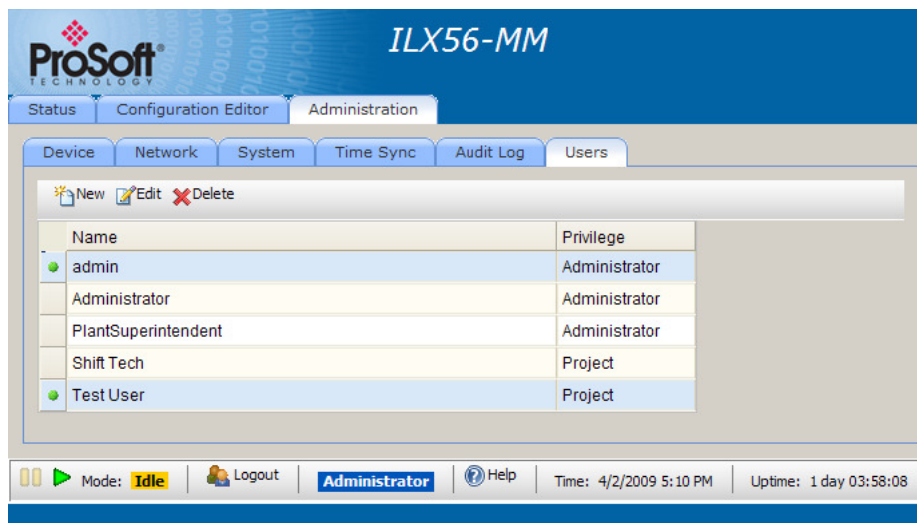 ILX56-MM
ProSoft®
TECHNOLOGY
Status Configuration Editor Administration
Device Network System Time Sync Audit Log Users
New Edit Delete
Name Privilege
admin Administrator
Administrator Administrator
PlantSuperintendent Administrator
Shift Tech Project
Test User Project
Mode: Idle Logout Administrator Help Time: 4/2/2009 5:10 PM Uptime: 1 day 03:58:08